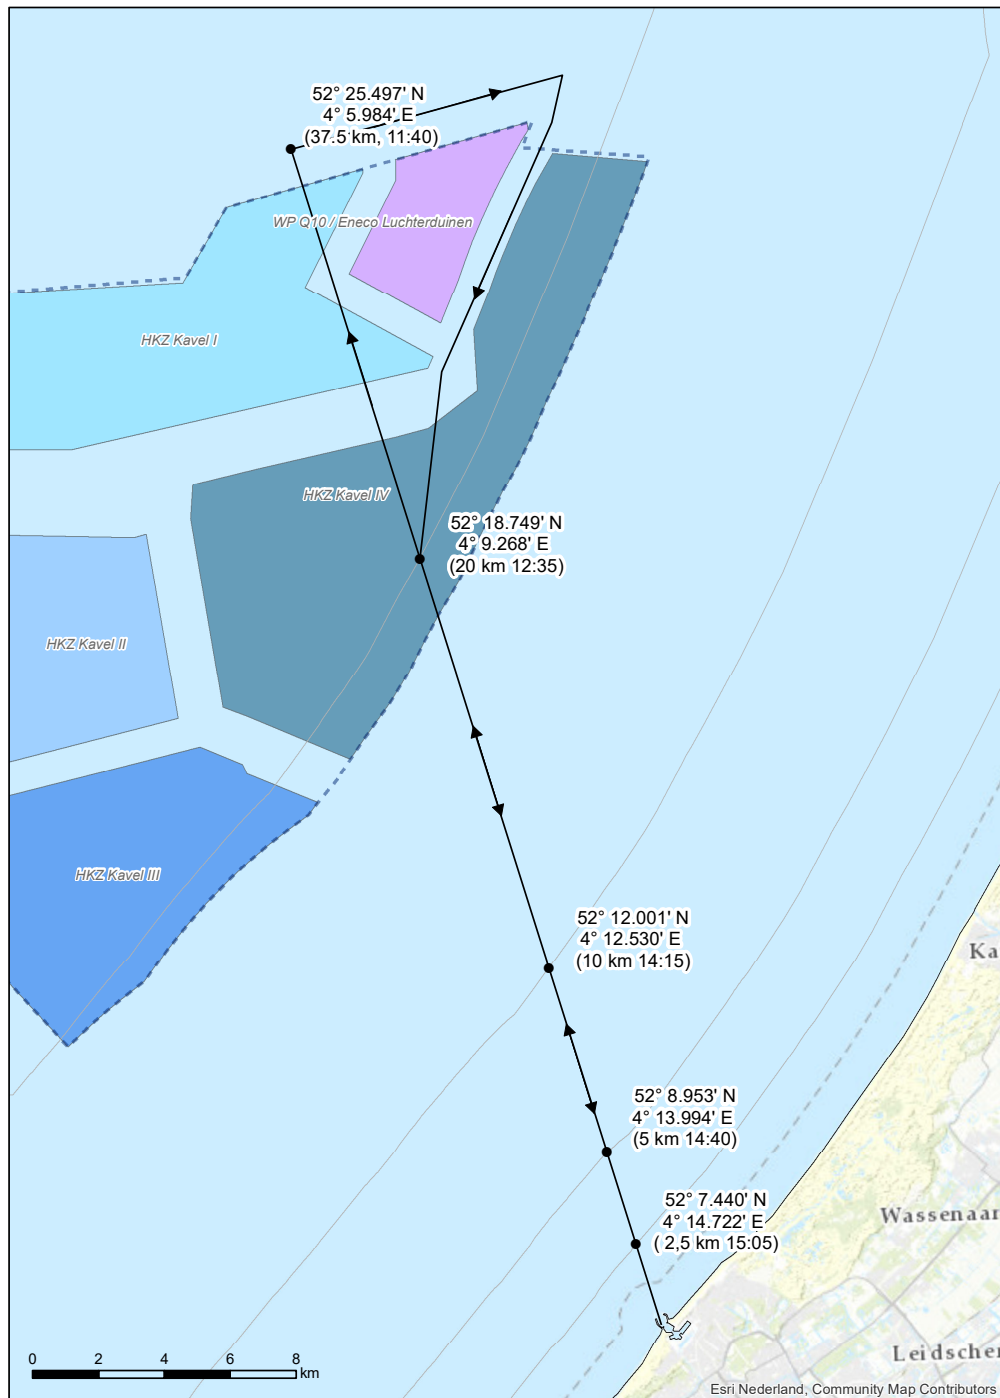 52° 25.497' N
4° 5.984' E
(37.5 km, 11:40)
WP Q10 / Eneco Luchterduinen
HKZ Kavel I
HKZ Kavel IV
52° 18.749' N
4° 9.268' E
(20 km 12:35)
HKZ Kavel II
HKZ Kavel III
52° 12.001' N
4° 12.530' E
(10 km 14:15)
Ka
52° 8.953' N
4° 13.994' E
(5 km 14:40)
52° 7.440' N
4° 14.722' E
( 2,5 km 15:05)
Wassenaar
Leidscher
0 2 4 6 8
km
Esri Nederland, Community Map Contributors